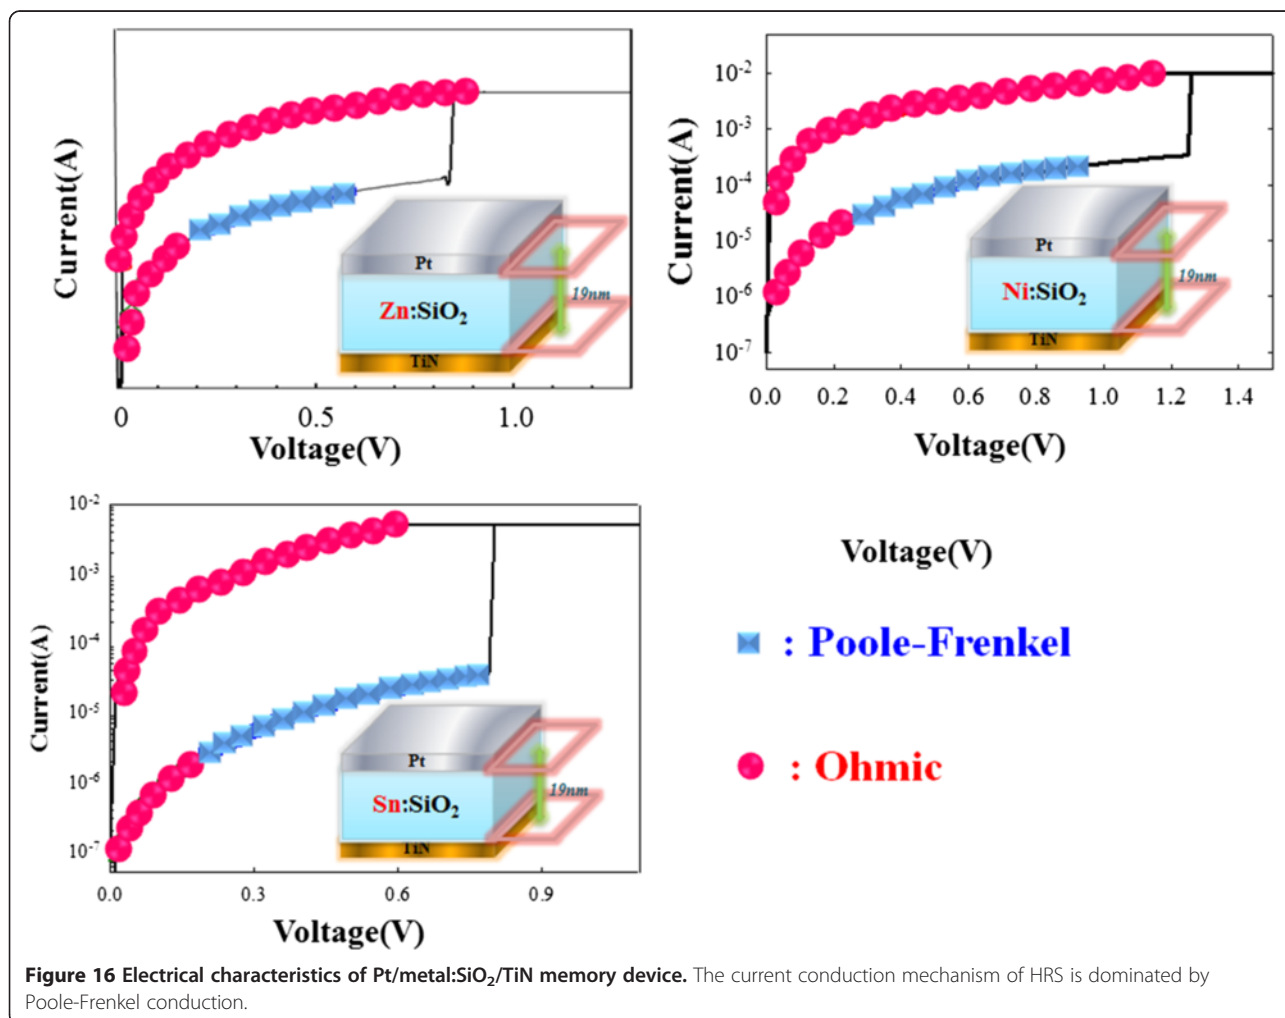 Current(A)
Pt
Zn:SiO₂
19nm
TiN
0 0.5 1.0
Voltage(V)
10⁻²
10⁻³
10⁻⁴
10⁻⁵
10⁻⁶
10⁻⁷
Current(A)
Pt
Ni:SiO₂
19nm
TiN
0.0 0.2 0.4 0.6 0.8 1.0 1.2 1.4
Voltage(V)
10⁻²
10⁻³
10⁻⁴
10⁻⁵
10⁻⁶
10⁻⁷
Current(A)
Pt
Sn:SiO₂
19nm
TiN
0.0 0.3 0.6 0.9
Voltage(V)
Voltage(V)
: Poole-Frenkel
: Ohmic
Figure 16 Electrical characteristics of Pt/metal:SiO₂/TiN memory device. The current conduction mechanism of HRS is dominated by
Poole-Frenkel conduction.